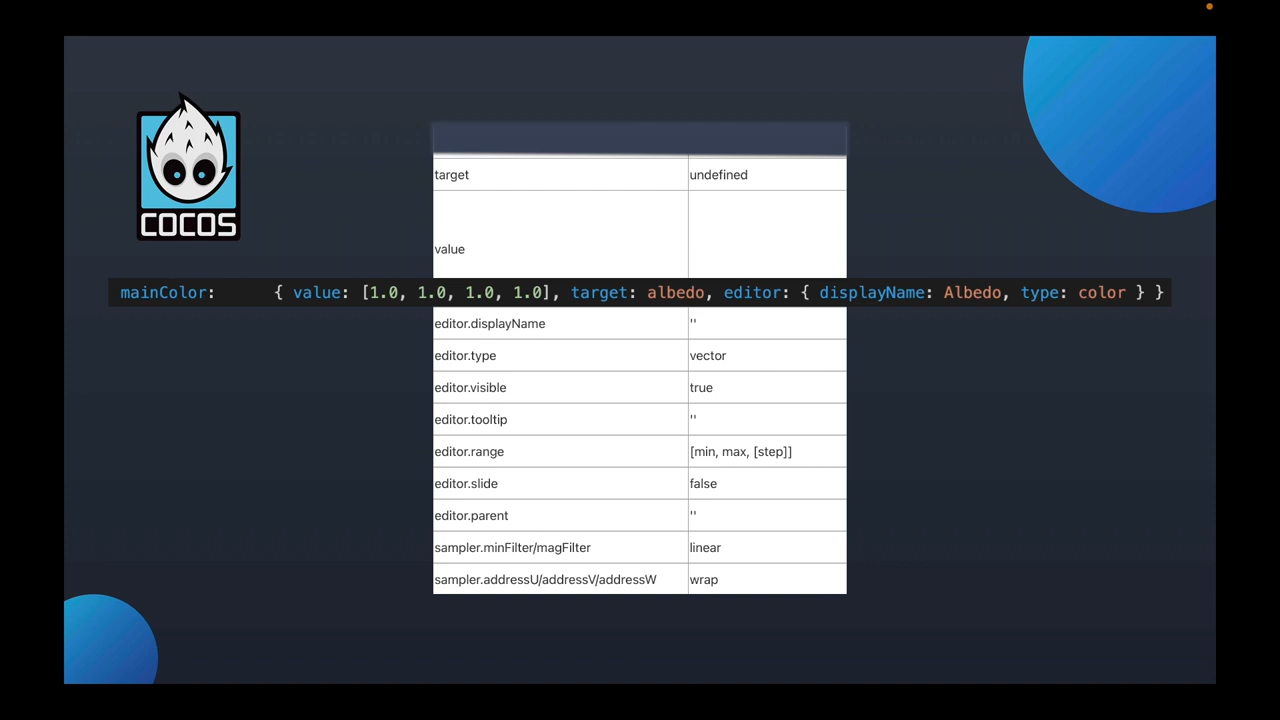 COCOS
target undefined
value
mainColor: { value: [1.0, 1.0, 1.0, 1.0], target: albedo, editor: { displayName: Albedo, type: color } }
editor.displayName ''
editor.type vector
editor.visible true
editor.tooltip ''
editor.range [min, max, [step]]
editor.slide false
editor.parent ''
sampler.minFilter/magFilter linear
sampler.addressU/addressV/addressW wrap